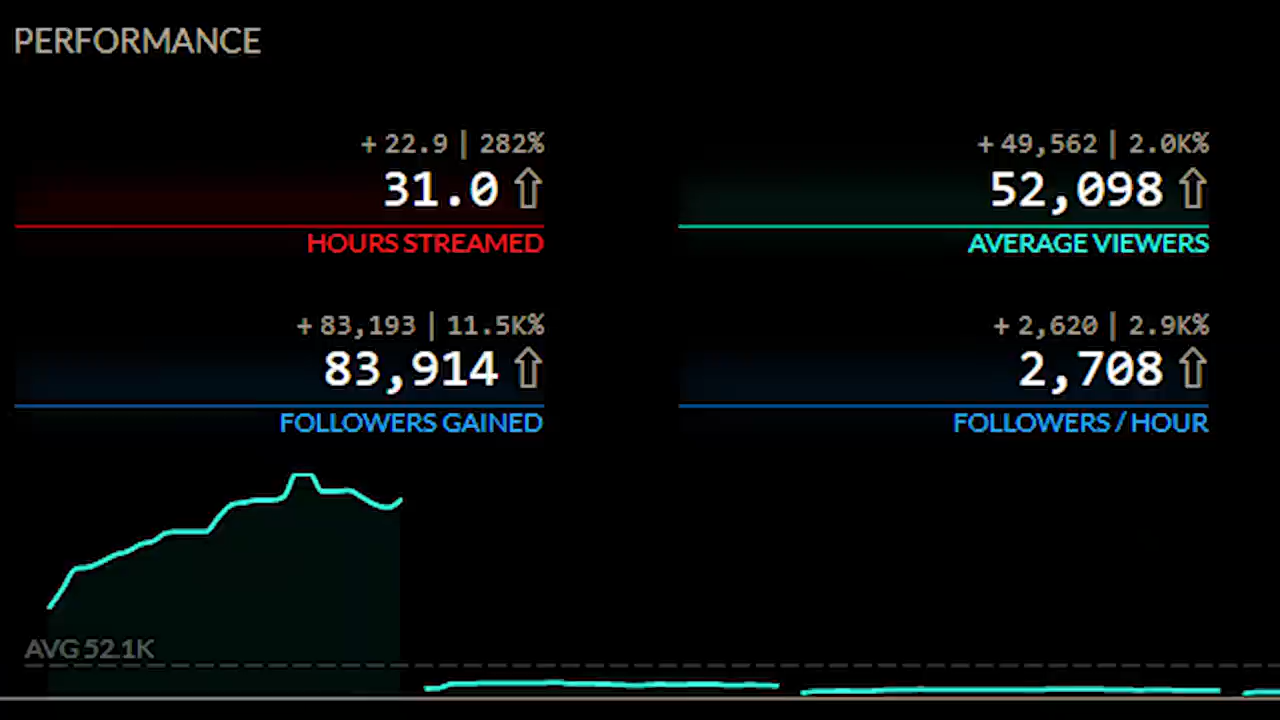 PERFORMANCE
+ 22.9 | 282%
31.0 ⇧
HOURS STREAMED
+ 49,562 | 2.0K%
52,098 ⇧
AVERAGE VIEWERS
+ 83,193 | 11.5K%
83,914 ⇧
FOLLOWERS GAINED
+ 2,620 | 2.9K%
2,708 ⇧
FOLLOWERS / HOUR
AVG 52.1K